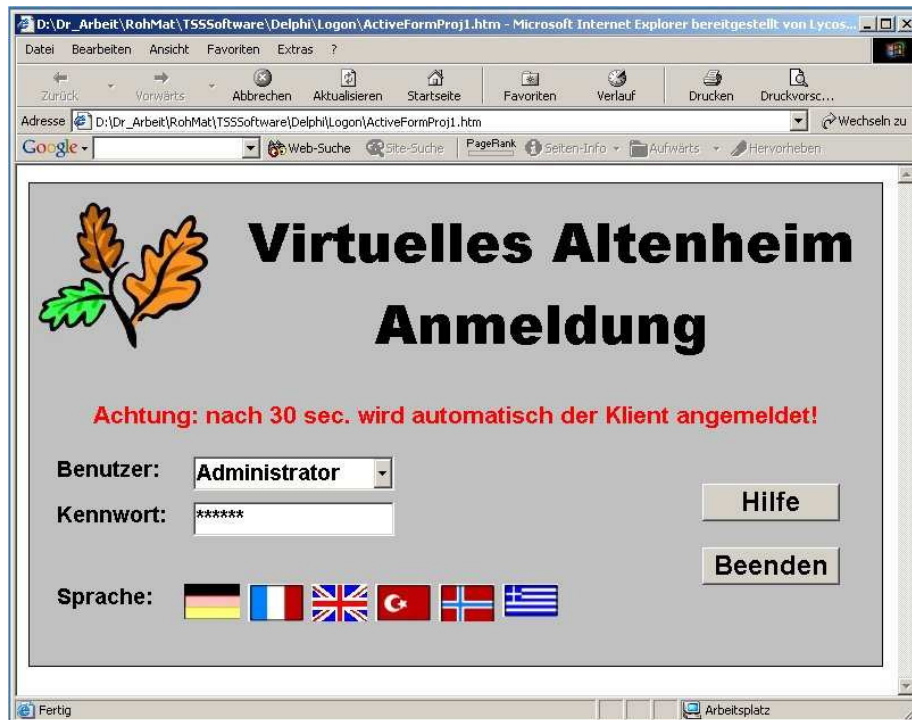 D:\Dr_Arbeit\RohMat\TSSSoftware\Delphi\Logon\ActiveFormProj1.htm - Microsoft Internet Explorer bereitgestellt von Lycos...
Datei Bearbeiten Ansicht Favoriten Extras ?
Zurück Vorwärts Abbrechen Aktualisieren Startseite Favoriten Verlauf Drucken Druckvorsc...
Adresse D:\Dr_Arbeit\RohMat\TSSSoftware\Delphi\Logon\ActiveFormProj1.htm Wechseln zu
Google Web-Suche Site-Suche PageRank Seiten-Info Aufwärts Hervorheben
Virtuelles Altenheim
Anmeldung
Achtung: nach 30 sec. wird automatisch der Klient angemeldet!
Benutzer: Administrator
Kennwort: ******
Hilfe
Beenden
Sprache:
Fertig Arbeitsplatz